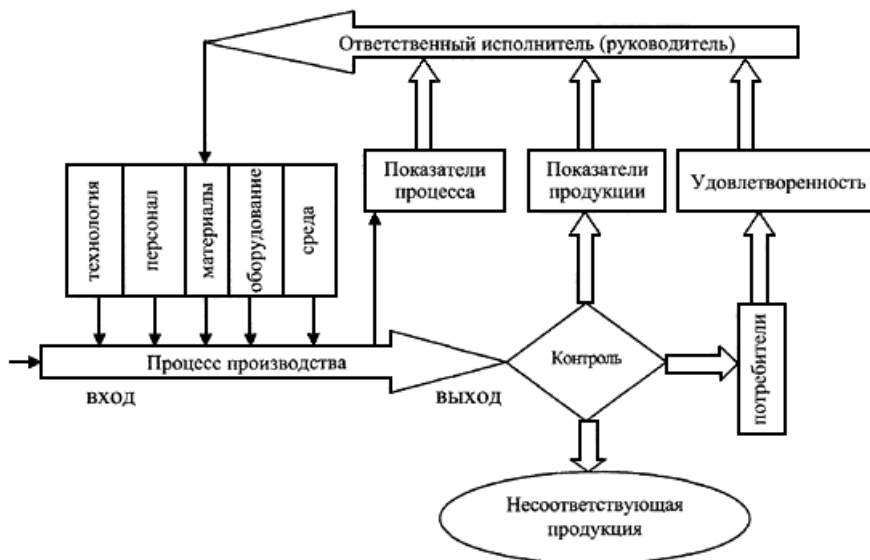 Ответственный исполнитель (руководитель)
технология
персонал
материалы
оборудование
среда
Показатели
процесса
Показатели
продукции
Удовлетворенность
Процесс производства
Контроль
потребители
вход
выход
Несоответствующая
продукция